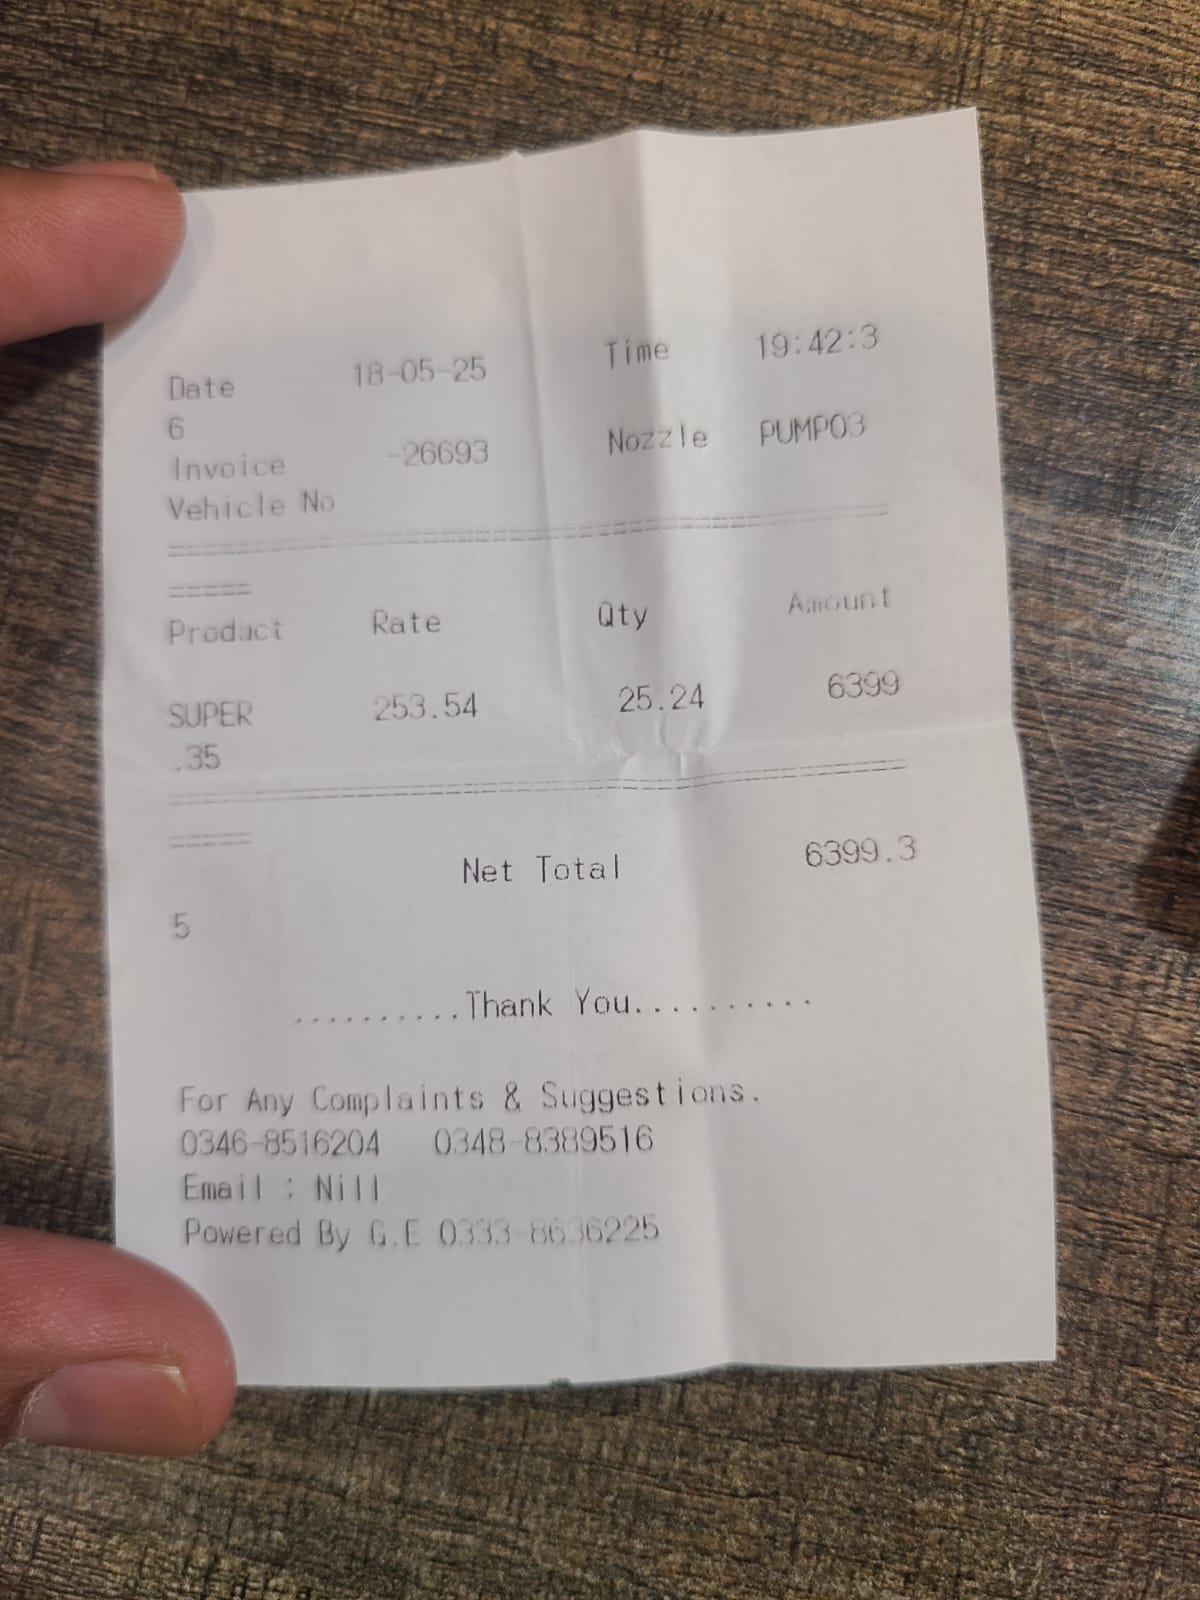 Date 18-05-25 Time 19:42:3
6
Invoice -26693 Nozzle PUMP03
Vehicle No
==========================================
=====
Product Rate Qty Amount
SUPER 253.54 25.24 6399
.35
==========================================
=====
Net Total 6399.3
5
..........Thank You..........
For Any Complaints & Suggestions.
0346-8516204 0348-8389516
Email : Nill
Powered By G.E 0333-8636225